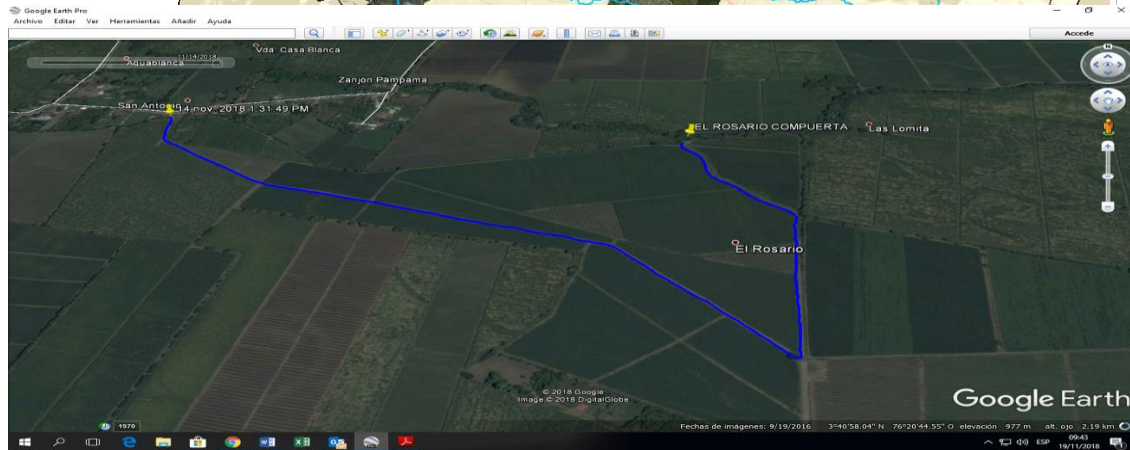 Google Earth Pro
Archivo Editar Ver Herramientas Añadir Ayuda
Accede
11/14/2018
Vda. Casa Blanca
Aguablanca
N
Zanjon Pampama
San Antonio
14 nov. 2018 1:31:49 PM
EL ROSARIO COMPUERTA
Las Lomita
El Rosario
© 2018 Google
Image © 2018 DigitalGlobe
Google Earth
1970
Fechas de imágenes: 9/19/2016 3°40'58.04" N 76°20'44.55" O elevación 977 m alt. ojo 2.19 km
ESP
09:43
19/11/2018